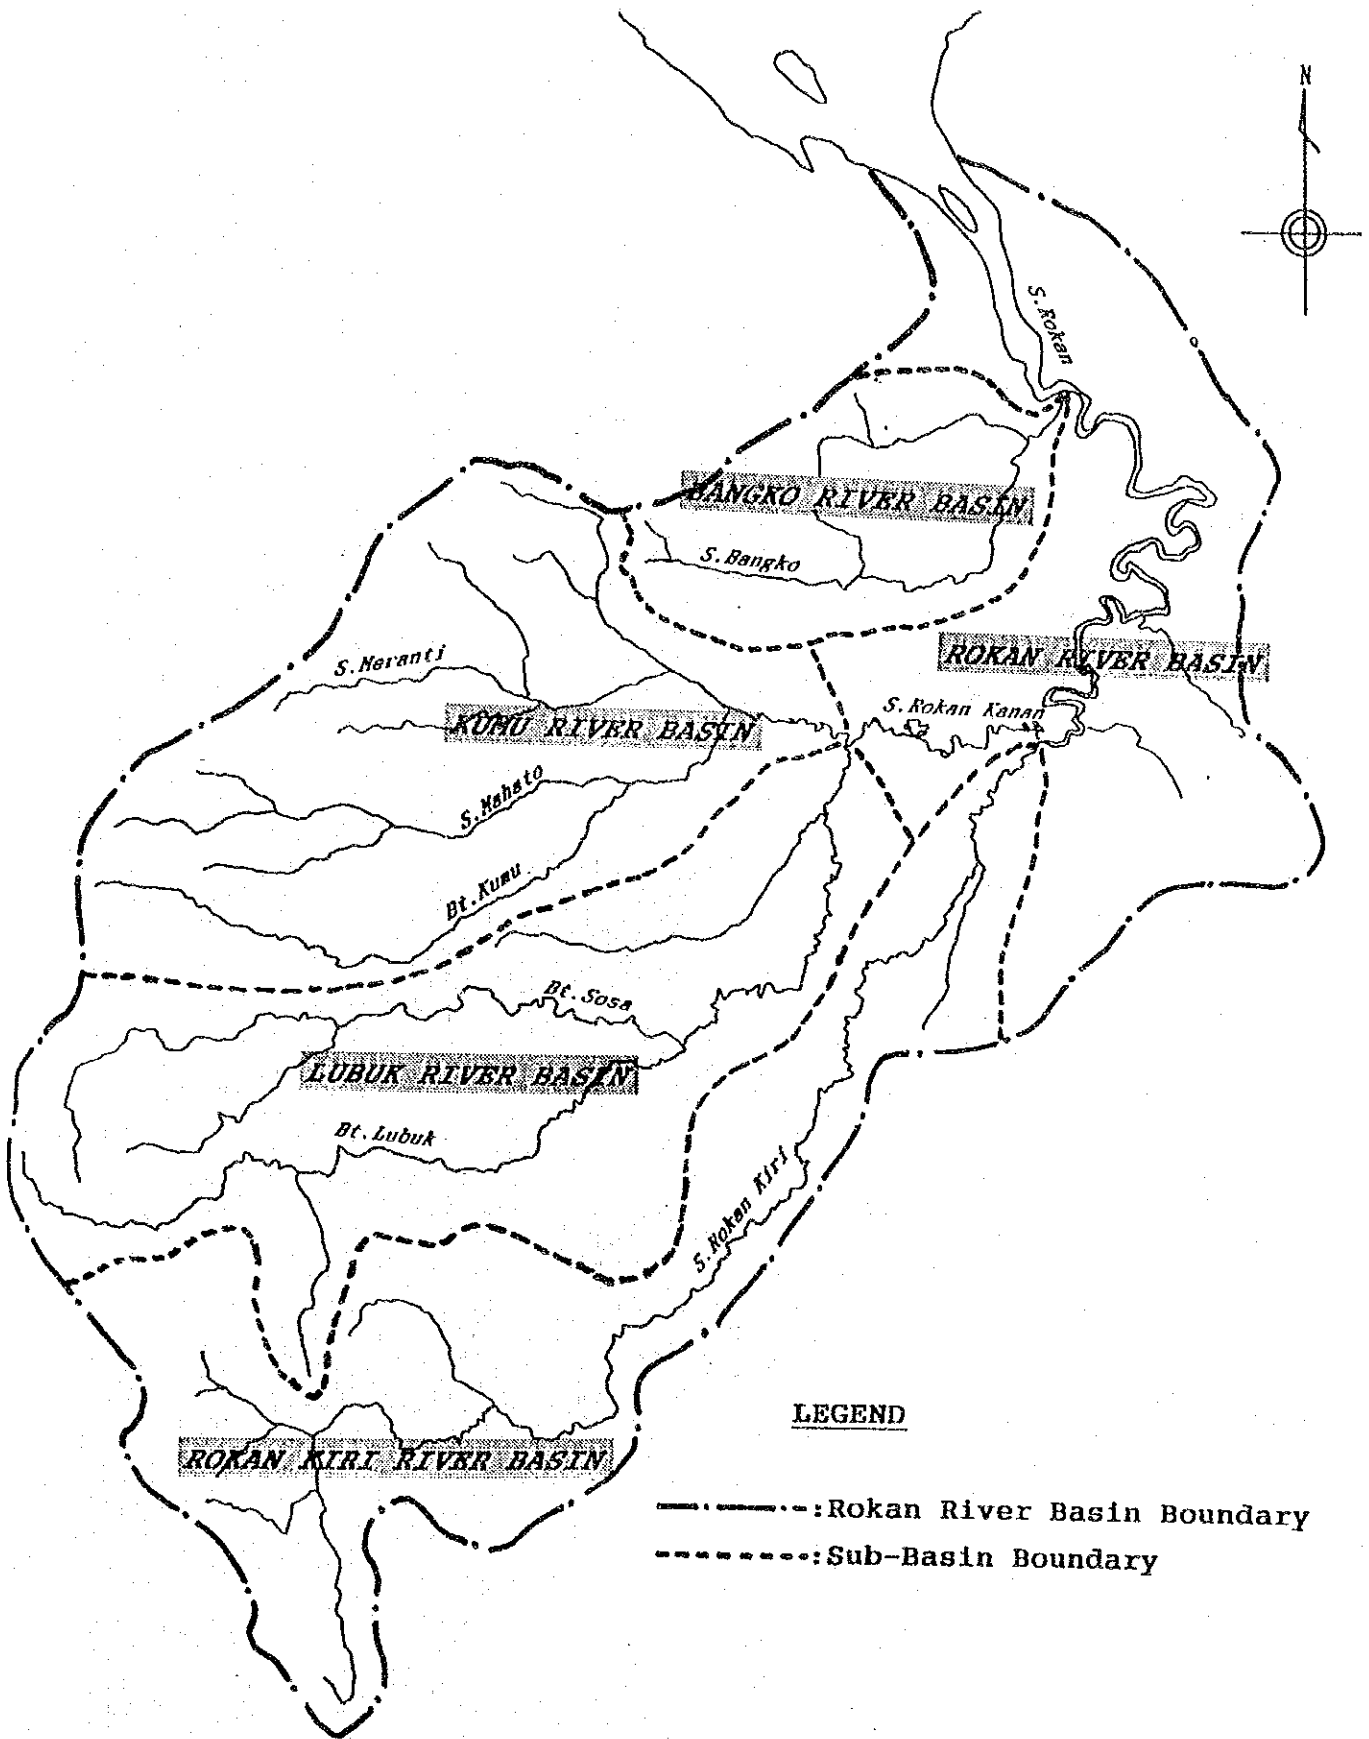 N
S.Rokan
BANGKO RIVER BASIN
S.Bangko
ROKAN RIVER BASIN
S.Meranti
S.Rokan Kanan
KUMU RIVER BASIN
S.Mahato
Bt.Kumu
Bt.Sosa
LUBUK RIVER BASIN
Bt.Lubuk
S.Rokan Kiri
LEGEND
ROKAN KIRI RIVER BASIN
:Rokan River Basin Boundary
:Sub-Basin Boundary